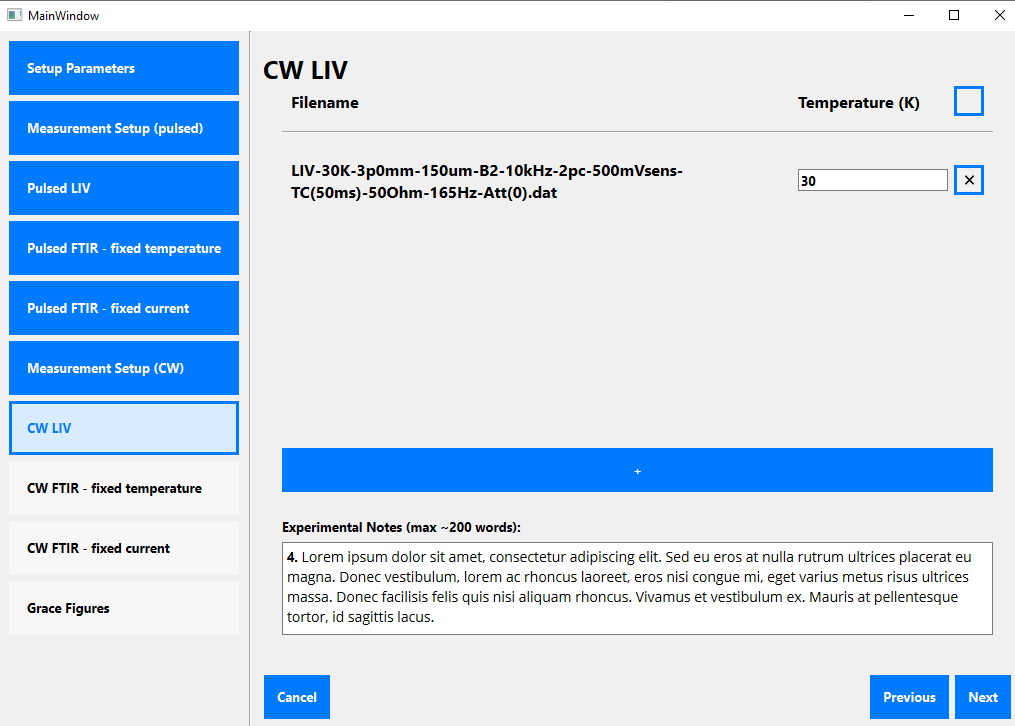 MainWindow
Setup Parameters
Measurement Setup (pulsed)
Pulsed LIV
Pulsed FTIR - fixed temperature
Pulsed FTIR - fixed current
Measurement Setup (CW)
CW LIV
CW FTIR - fixed temperature
CW FTIR - fixed current
Grace Figures
CW LIV
Filename Temperature (K)
LIV-30K-3p0mm-150um-B2-10kHz-2pc-500mVsens-
TC(50ms)-50Ohm-165Hz-Att(0).dat
30
+
Experimental Notes (max ~200 words):
4. Lorem ipsum dolor sit amet, consectetur adipiscing elit. Sed eu eros at nulla rutrum ultrices placerat eu
magna. Donec vestibulum, lorem ac rhoncus laoreet, eros nisi congue mi, eget varius metus risus ultrices
massa. Donec facilisis felis quis nisi aliquam rhoncus. Vivamus et vestibulum ex. Mauris at pellentesque
tortor, id sagittis lacus.
Cancel Previous Next